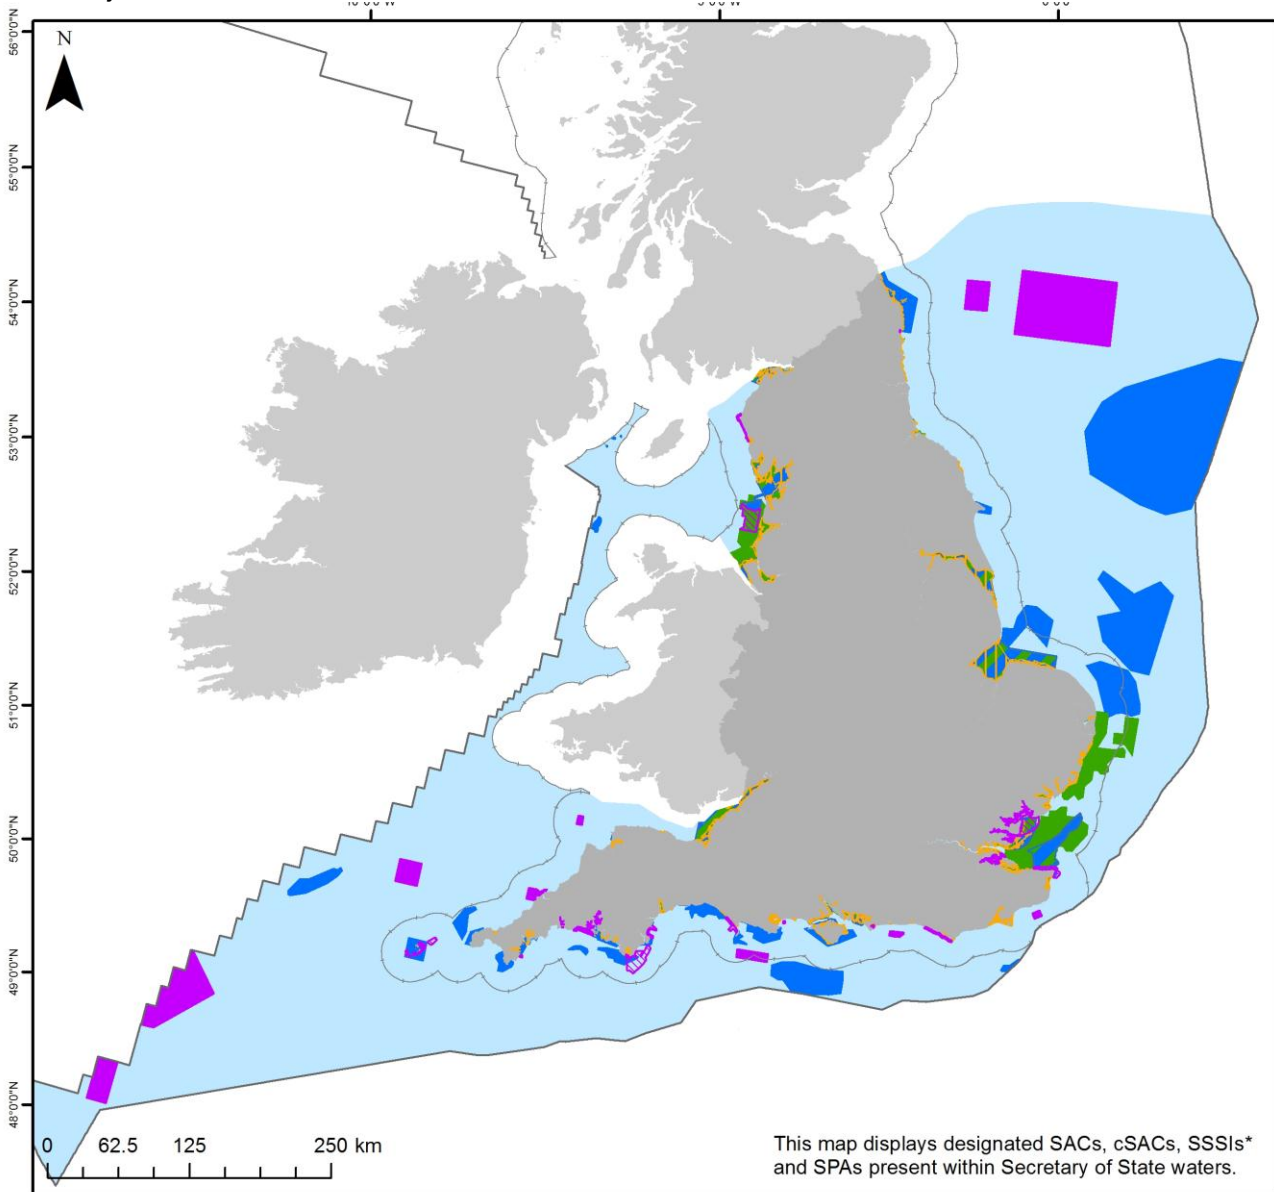 N
56°0'0"N
55°0'0"N
54°0'0"N
53°0'0"N
52°0'0"N
51°0'0"N
50°0'0"N
49°0'0"N
48°0'0"N
0 62.5 125 250 km
This map displays designated SACs, cSACs, SSSIs*
and SPAs present within Secretary of State waters.